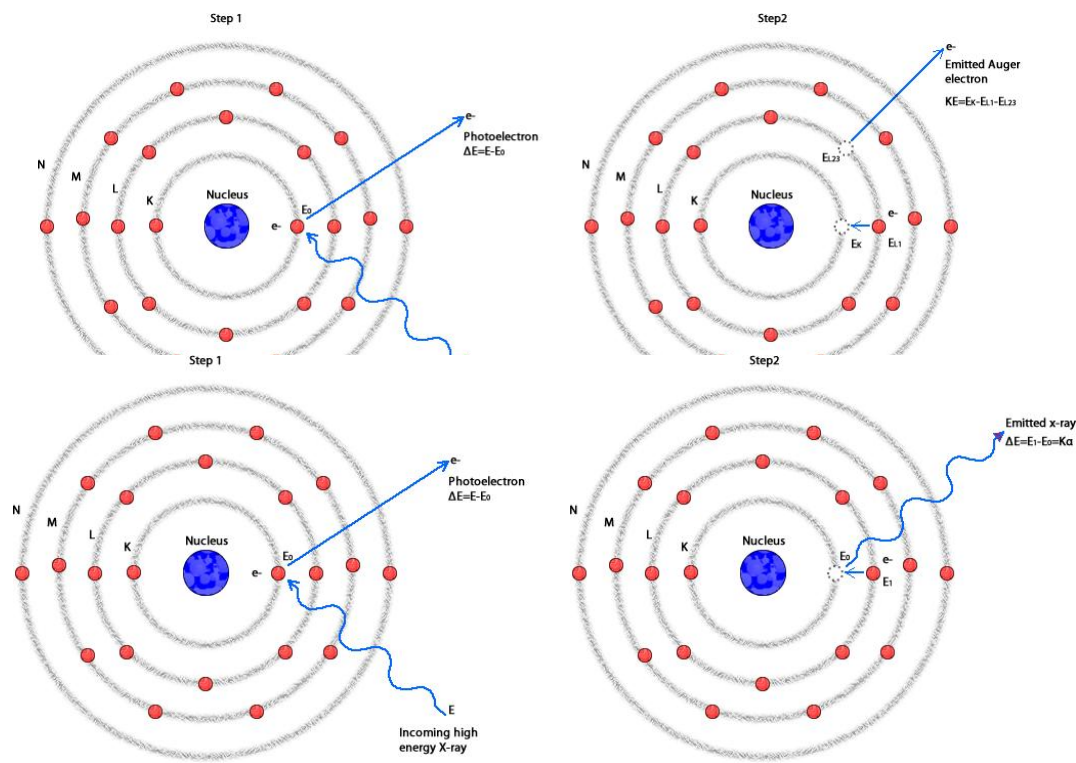 Step 1
e-
Photoelectron
ΔE=E-E₀
N
M
L
K
Nucleus
E₀
e-
Step2
e-
Emitted Auger
electron
KE=EK-EL1-EL23
N
M
L
K
Nucleus
EL23
e-
EK
EL1
Step 1
e-
Photoelectron
ΔE=E-E₀
N
M
L
K
Nucleus
E₀
e-
E
Incoming high
energy X-ray
Step2
Emitted x-ray
ΔE=E₁-E₀=Kα
N
M
L
K
Nucleus
E₀
e-
E₁